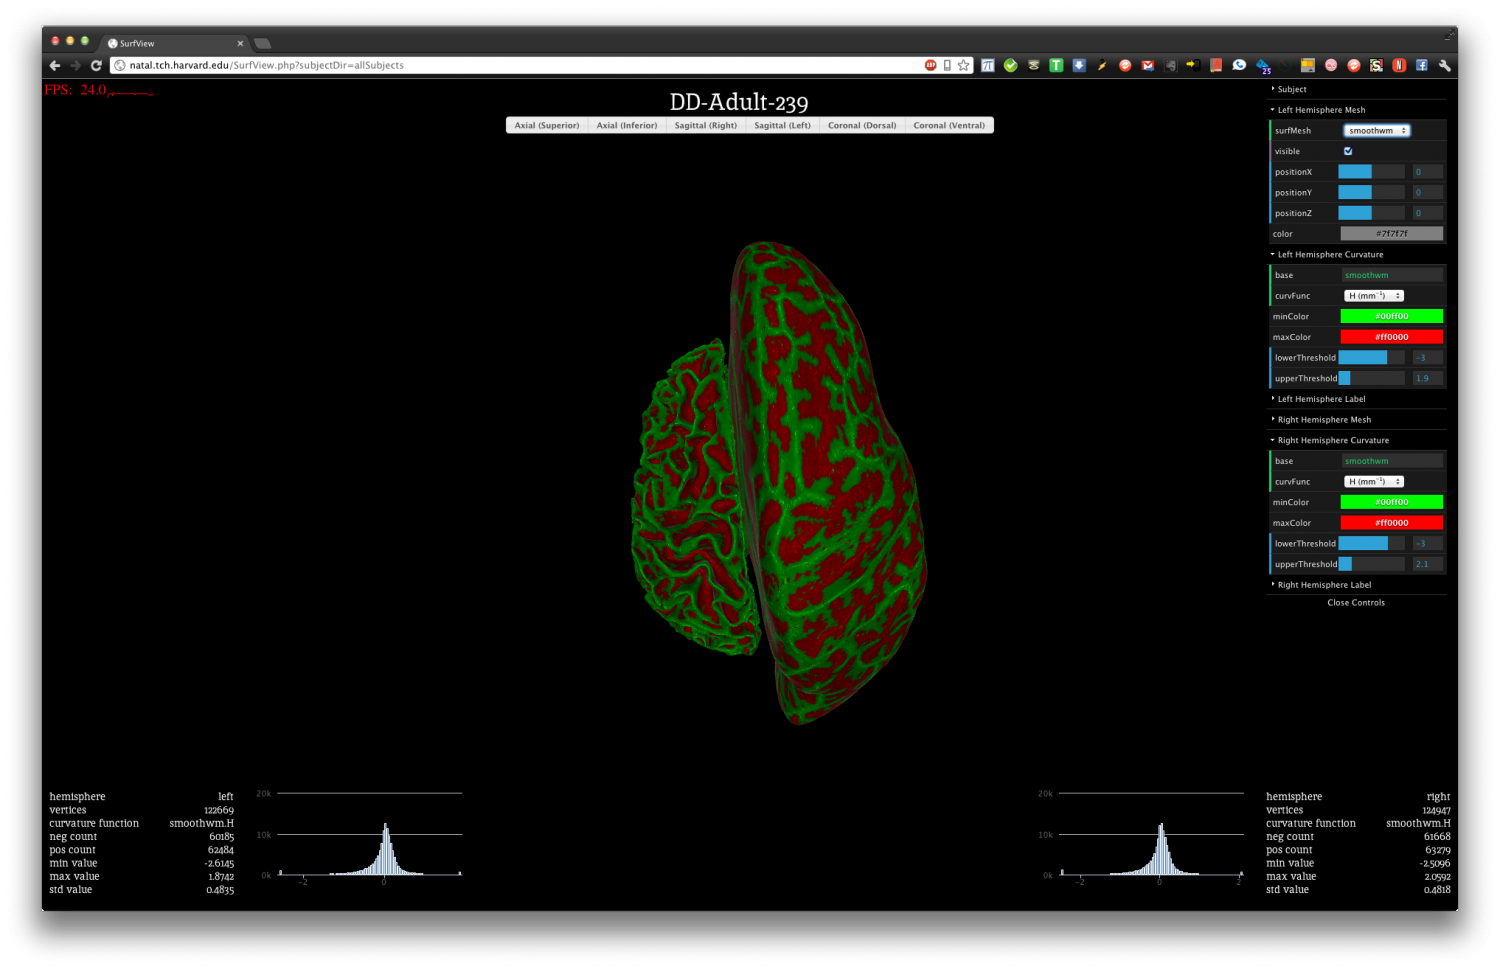 SurfView
natal.tch.harvard.edu/SurfView.php?subjectDir=allSubjects
25
FPS: 24.0
DD-Adult-239
Axial (Superior) Axial (Inferior) Sagittal (Right) Sagittal (Left) Coronal (Dorsal) Coronal (Ventral)
Subject
Left Hemisphere Mesh
surfMesh smoothwm
visible
positionX 0
positionY 0
positionZ 0
color #7f7f7f
Left Hemisphere Curvature
base smoothwm
curvFunc H (mm⁻¹)
minColor #00ff00
maxColor #ff0000
lowerThreshold -3
upperThreshold 1.9
Left Hemisphere Label
Right Hemisphere Mesh
Right Hemisphere Curvature
base smoothwm
curvFunc H (mm⁻¹)
minColor #00ff00
maxColor #ff0000
lowerThreshold -3
upperThreshold 2.1
Right Hemisphere Label
Close Controls
hemisphere left
vertices 122669
curvature function smoothwm.H
neg count 60185
pos count 62484
min value -2.6145
max value 1.8742
std value 0.4835
20k
10k
0k
-2 0
20k
10k
0k
-2 0 2
hemisphere right
vertices 124947
curvature function smoothwm.H
neg count 61668
pos count 63279
min value -2.5096
max value 2.0592
std value 0.4818